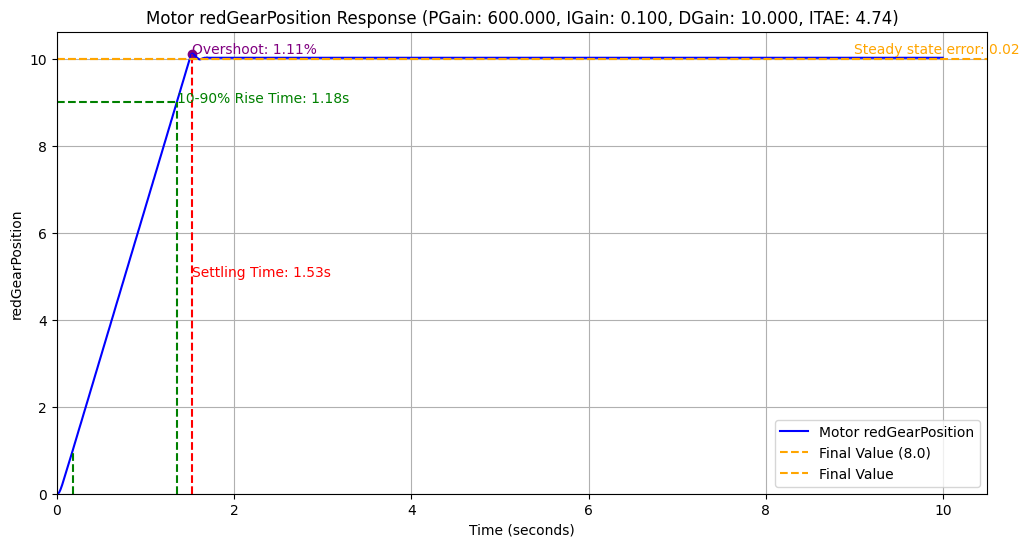 Motor redGearPosition Response (PGain: 600.000, IGain: 0.100, DGain: 10.000, ITAE: 4.74)
Overshoot: 1.11%
Steady state error: 0.02
10-90% Rise Time: 1.18s
Settling Time: 1.53s
redGearPosition
10
8
6
4
2
0
Motor redGearPosition
Final Value (8.0)
Final Value
0
2
4
6
8
10
Time (seconds)